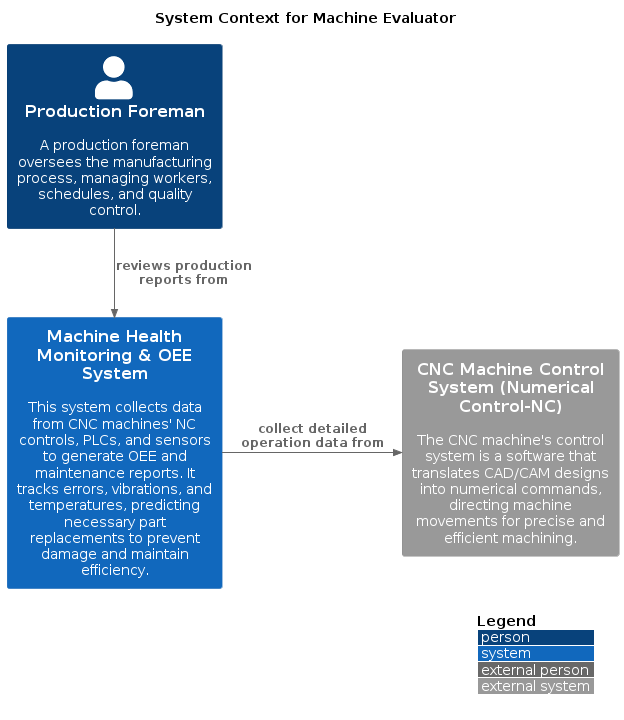 System Context for Machine Evaluator
Production Foreman
A production foreman
oversees the manufacturing
process, managing workers,
schedules, and quality
control.
reviews production
reports from
Machine Health
Monitoring & OEE
System
This system collects data
from CNC machines' NC
controls, PLCs, and sensors
to generate OEE and
maintenance reports. It
tracks errors, vibrations, and
temperatures, predicting
necessary part
replacements to prevent
damage and maintain
efficiency.
collect detailed
operation data from
CNC Machine Control
System (Numerical
Control-NC)
The CNC machine's control
system is a software that
translates CAD/CAM designs
into numerical commands,
directing machine
movements for precise and
efficient machining.
Legend
person
system
external person
external system